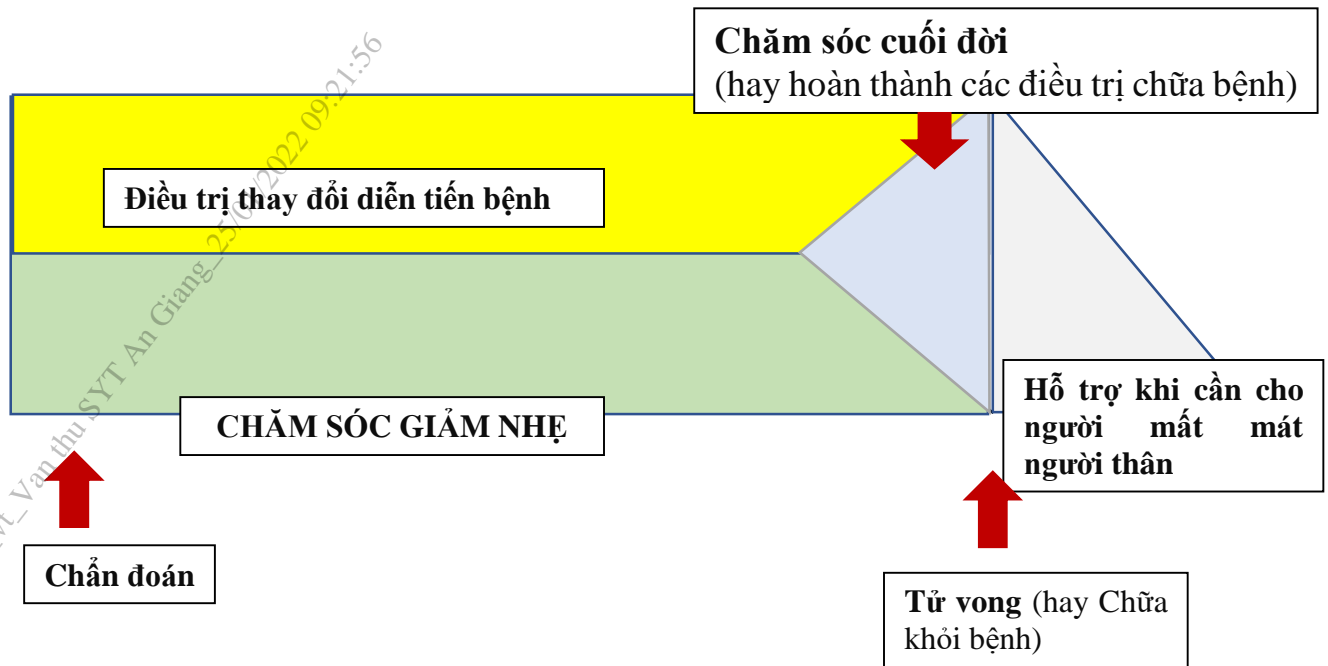 Chăm sóc cuối đời
(hay hoàn thành các điều trị chữa bệnh)
Điều trị thay đổi diễn tiến bệnh
CHĂM SÓC GIẢM NHẸ
Hỗ trợ khi cần cho
người mất mát
người thân
Chẩn đoán
Tử vong (hay Chữa
khỏi bệnh)
Van thu SYT An Giang_25/0 /2022 09:21:56